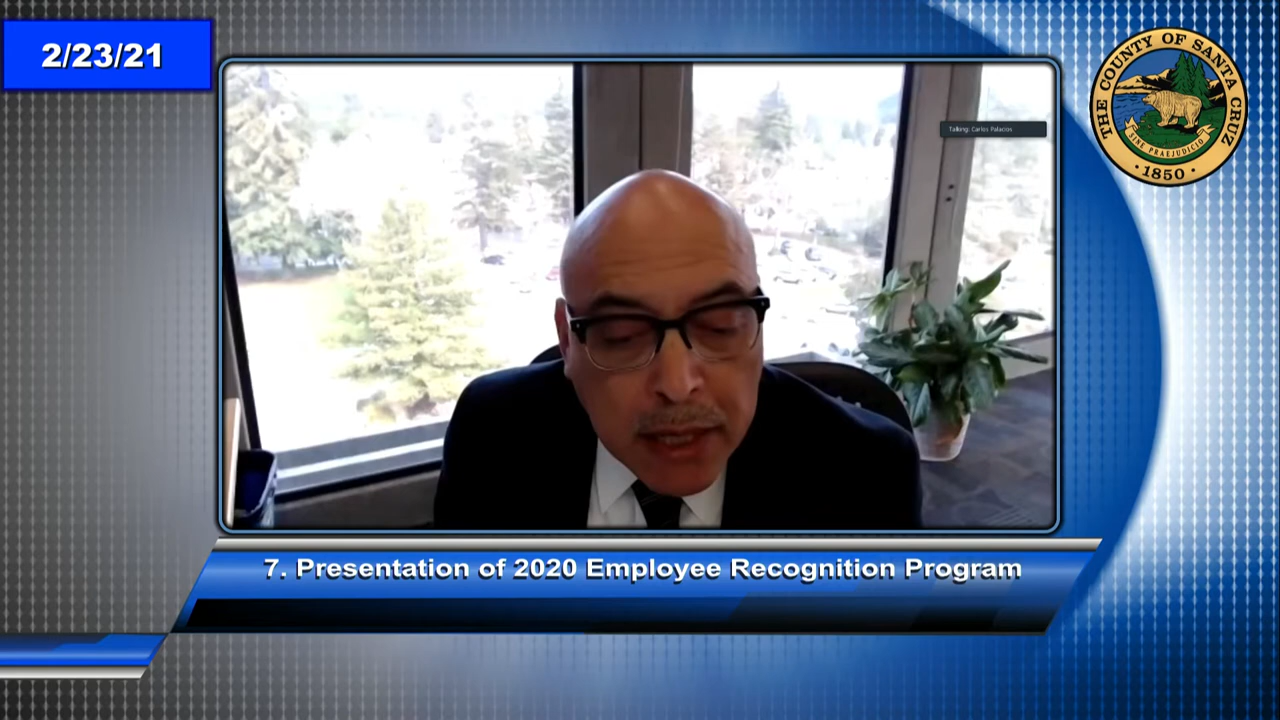 2/23/21
Talking: Carlos Palacios
THE COUNTY OF SANTA CRUZ
SINE PRAEJUDICIO
• 1850 •
7. Presentation of 2020 Employee Recognition Program